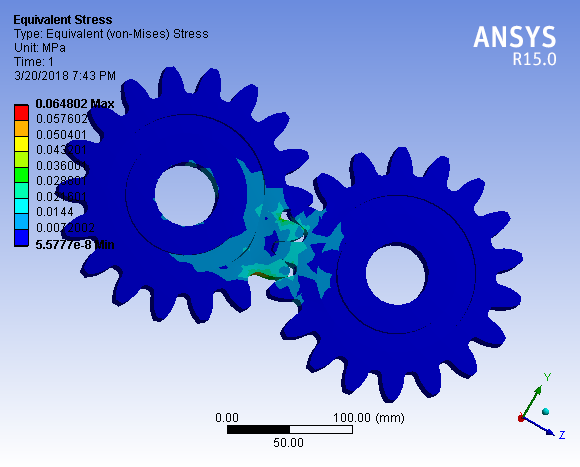 Equivalent Stress
Type: Equivalent (von-Mises) Stress
Unit: MPa
Time: 1
3/20/2018 7:43 PM
ANSYS
R15.0
0.064802 Max
0.057602
0.050401
0.0144
5.5777e-8 Min
0.00
100.00 (mm)
50.00
Y
Z